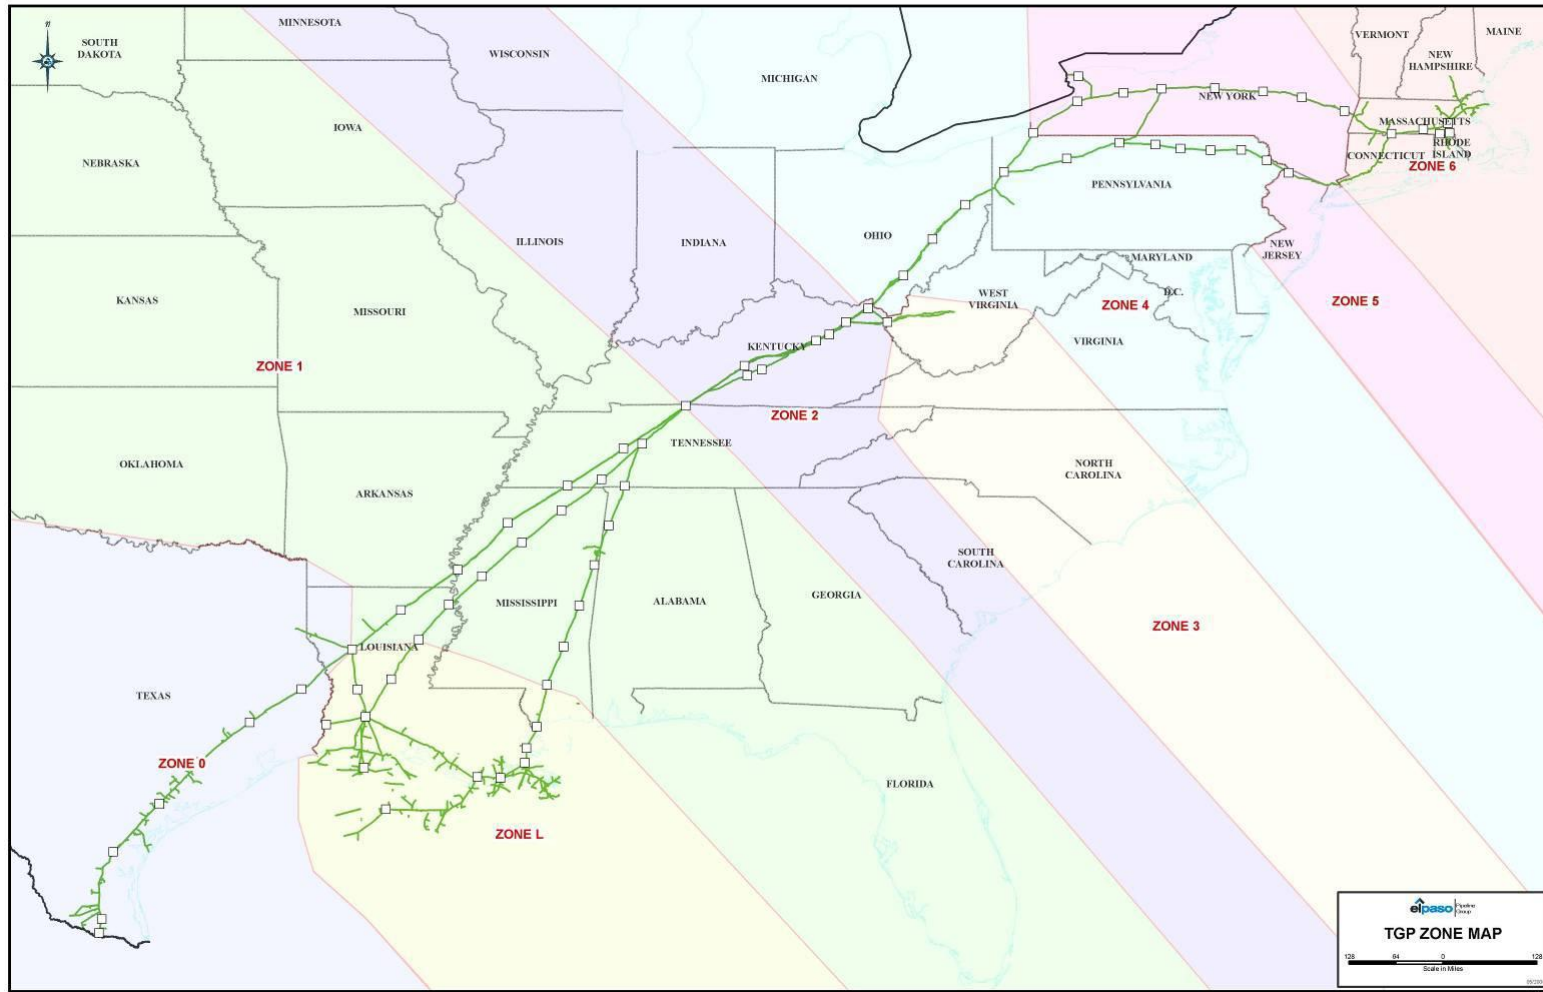 n
SOUTH
DAKOTA
MINNESOTA
WISCONSIN
MICHIGAN
VERMONT
NEW
HAMPSHIRE
MAINE
NEW YORK
MASSACHUSETTS
RHODE
ISLAND
CONNECTICUT
ZONE 6
IOWA
NEBRASKA
PENNSYLVANIA
ILLINOIS
INDIANA
OHIO
NEW
JERSEY
MARYLAND
D.C.
WEST
VIRGINIA
ZONE 4
ZONE 5
KANSAS
MISSOURI
VIRGINIA
KENTUCKY
ZONE 1
ZONE 2
TENNESSEE
OKLAHOMA
ARKANSAS
NORTH
CAROLINA
SOUTH
CAROLINA
MISSISSIPPI
ALABAMA
GEORGIA
ZONE 3
LOUISIANA
TEXAS
ZONE 0
FLORIDA
ZONE L
elpaso Pipeline
Group
TGP ZONE MAP
128 94 0 128
Scale in Miles